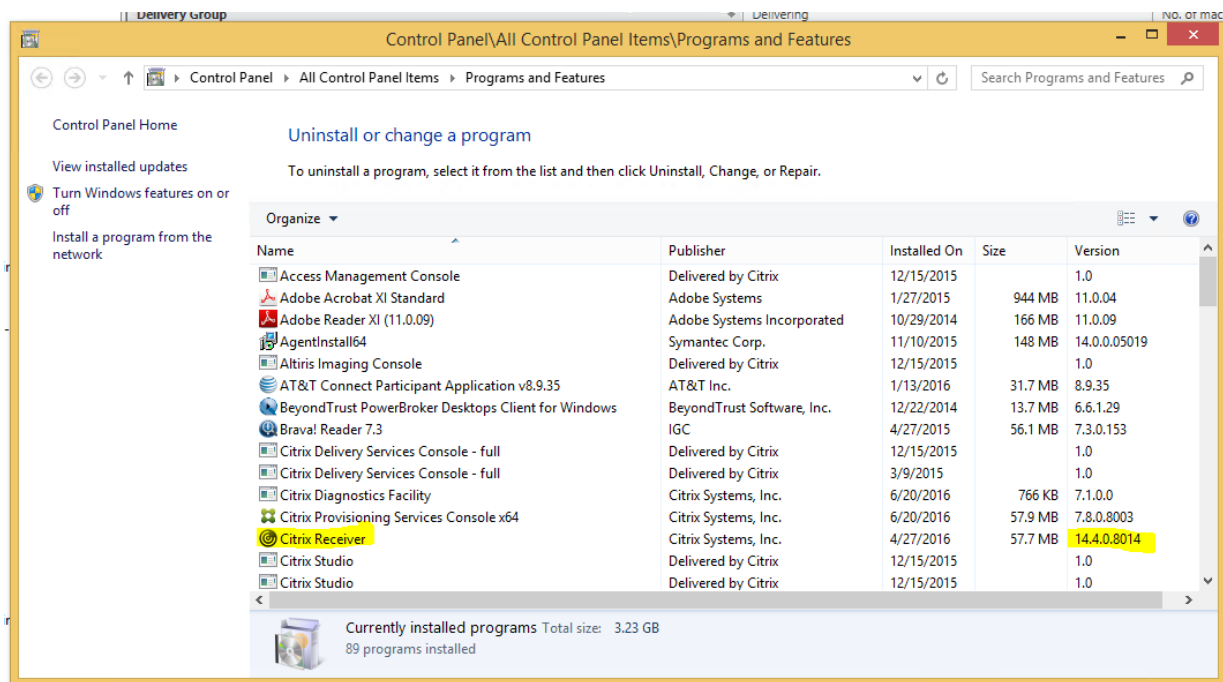 Delivery Group Delivering No. of mac
Control Panel\All Control Panel Items\Programs and Features
Control Panel All Control Panel Items Programs and Features Search Programs and Features
Control Panel Home
View installed updates
Turn Windows features on or
off
Install a program from the
network
Uninstall or change a program
To uninstall a program, select it from the list and then click Uninstall, Change, or Repair.
Organize
Name Publisher Installed On Size Version
Access Management Console Delivered by Citrix 12/15/2015 1.0
Adobe Acrobat XI Standard Adobe Systems 1/27/2015 944 MB 11.0.04
Adobe Reader XI (11.0.09) Adobe Systems Incorporated 10/29/2014 166 MB 11.0.09
AgentInstall64 Symantec Corp. 11/10/2015 148 MB 14.0.0.05019
Altiris Imaging Console Delivered by Citrix 12/15/2015 1.0
AT&T Connect Participant Application v8.9.35 AT&T Inc. 1/13/2016 31.7 MB 8.9.35
BeyondTrust PowerBroker Desktops Client for Windows BeyondTrust Software, Inc. 12/22/2014 13.7 MB 6.6.1.29
Brava! Reader 7.3 IGC 4/27/2015 56.1 MB 7.3.0.153
Citrix Delivery Services Console - full Delivered by Citrix 12/15/2015 1.0
Citrix Delivery Services Console - full Delivered by Citrix 3/9/2015 1.0
Citrix Diagnostics Facility Citrix Systems, Inc. 6/20/2016 766 KB 7.1.0.0
Citrix Provisioning Services Console x64 Citrix Systems, Inc. 6/20/2016 57.9 MB 7.8.0.8003
Citrix Receiver Citrix Systems, Inc. 4/27/2016 57.7 MB 14.4.0.8014
Citrix Studio Delivered by Citrix 12/15/2015 1.0
Citrix Studio Delivered by Citrix 12/15/2015 1.0
Currently installed programs Total size: 3.23 GB
89 programs installed